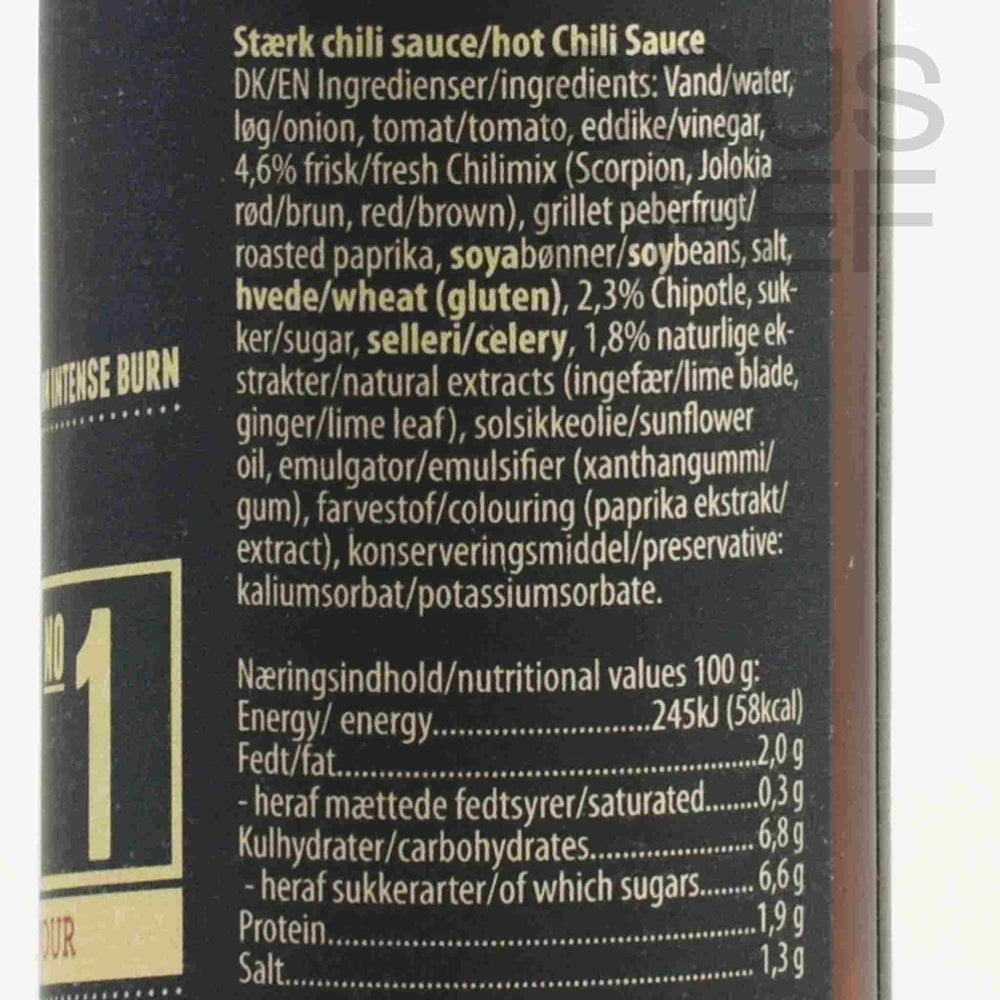 Stærk chili sauce/hot Chili Sauce
DK/EN Ingredienser/ingredients: Vand/water,
løg/onion, tomat/tomato, eddike/vinegar,
4,6% frisk/fresh Chilimix (Scorpion, Jolokia
rød/brun, red/brown), grillet peberfrugt/
roasted paprika, soyabønner/soybeans, salt,
hvede/wheat (gluten), 2,3% Chipotle, suk-
ker/sugar, selleri/celery, 1,8% naturlige ek-
strakter/natural extracts (ingefær/lime blade,
ginger/lime leaf), solsikkeolie/sunflower
oil, emulgator/emulsifier (xanthangummi/
gum), farvestof/colouring (paprika ekstrakt/
extract), konserveringsmiddel/preservative:
kaliumsorbat/potassiumsorbate.
Næringsindhold/nutritional values 100 g:
Energy/ energy....................245kJ (58kcal)
Fedt/fat.......................................2,0 g
- heraf mættede fedtsyrer/saturated........0,3 g
Kulhydrater/carbohydrates...............6,8 g
- heraf sukkerarter/of which sugars........6,6 g
Protein.......................................1,9 g
Salt............................................1,3 g
INTENSE BURN
NO
1
OUR